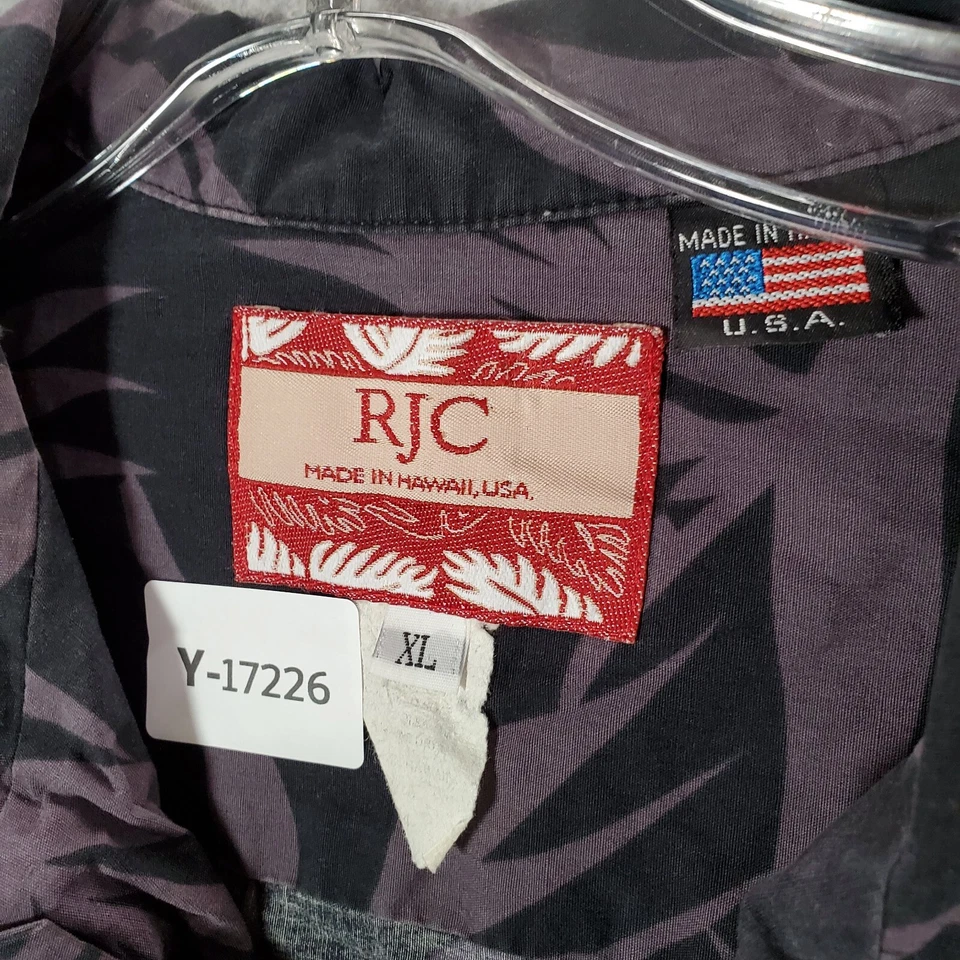 MADE IN
U.S.A.
RJC
MADE IN HAWAII, USA.
XL
Y-17226